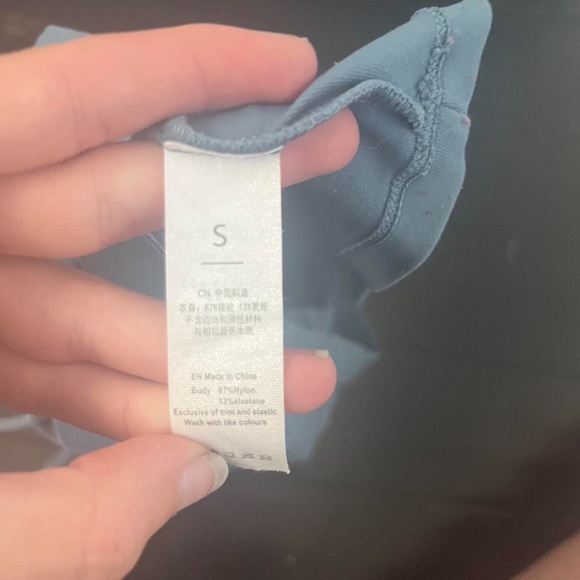 S
CN 中国制造
衣身: 87%锦纶 13%氨纶
不含边饰和弹性材料
与相似颜色水洗
EN Made in China
Body 87%Nylon
13%elastane
Exclusive of trim and elastic
Wash with like colours